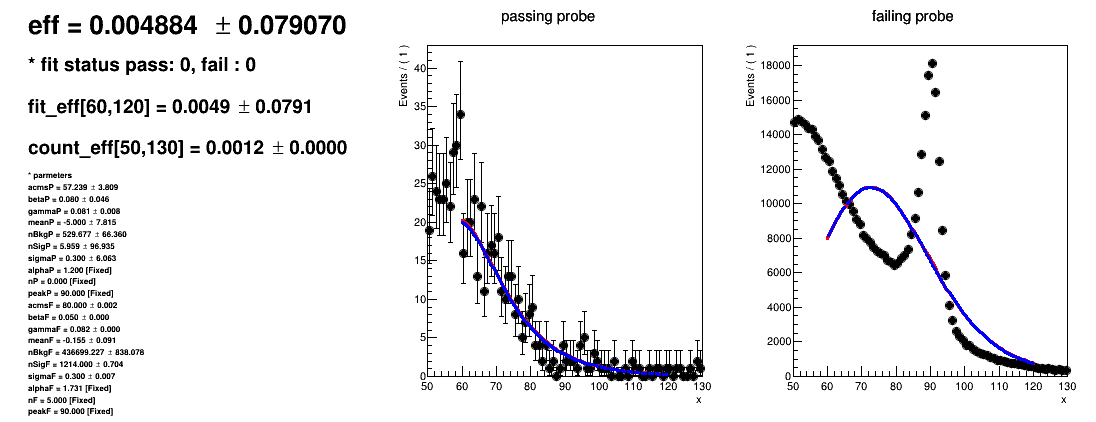 eff = 0.004884 ± 0.079070
* fit status pass: 0, fail : 0
fit_eff[60,120] = 0.0049 ± 0.0791
count_eff[50,130] = 0.0012 ± 0.0000
* parmeters
acmsP = 57.239 ± 3.809
betaP = 0.080 ± 0.046
gammaP = 0.081 ± 0.008
meanP = -5.000 ± 7.815
nBkgP = 529.677 ± 66.360
nSigP = 5.959 ± 96.935
sigmaP = 0.300 ± 6.063
alphaP = 1.200 [Fixed]
nP = 0.000 [Fixed]
peakP = 90.000 [Fixed]
acmsF = 80.000 ± 0.002
betaF = 0.050 ± 0.000
gammaF = 0.082 ± 0.000
meanF = -0.155 ± 0.091
nBkgF = 436699.227 ± 838.078
nSigF = 1214.000 ± 0.704
sigmaF = 0.300 ± 0.007
alphaF = 1.731 [Fixed]
nF = 5.000 [Fixed]
peakF = 90.000 [Fixed]
passing probe
Events / ( 1 )
40
35
30
25
20
15
10
5
0
50 60 70 80 90 100 110 120 130
x
failing probe
Events / ( 1 )
18000
16000
14000
12000
10000
8000
6000
4000
2000
0
50 60 70 80 90 100 110 120 130
x